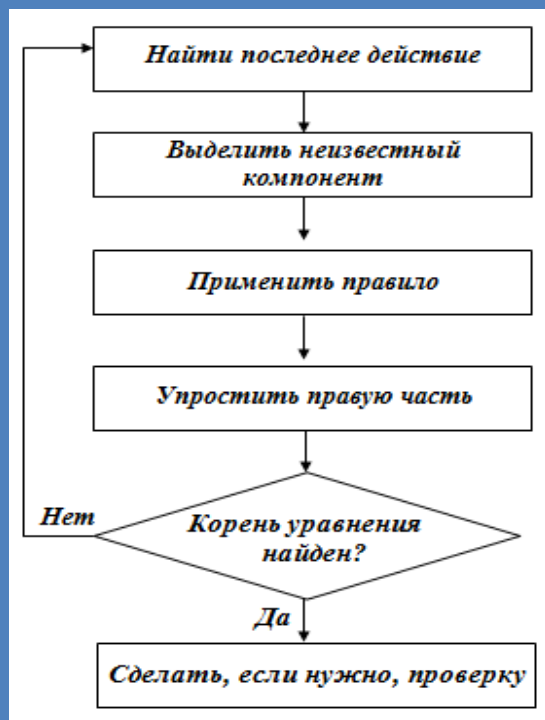 Найти последнее действие
Выделить неизвестный
компонент
Применить правило
Упростить правую часть
Нет
Корень уравнения
найден?
Да
Сделать, если нужно, проверку